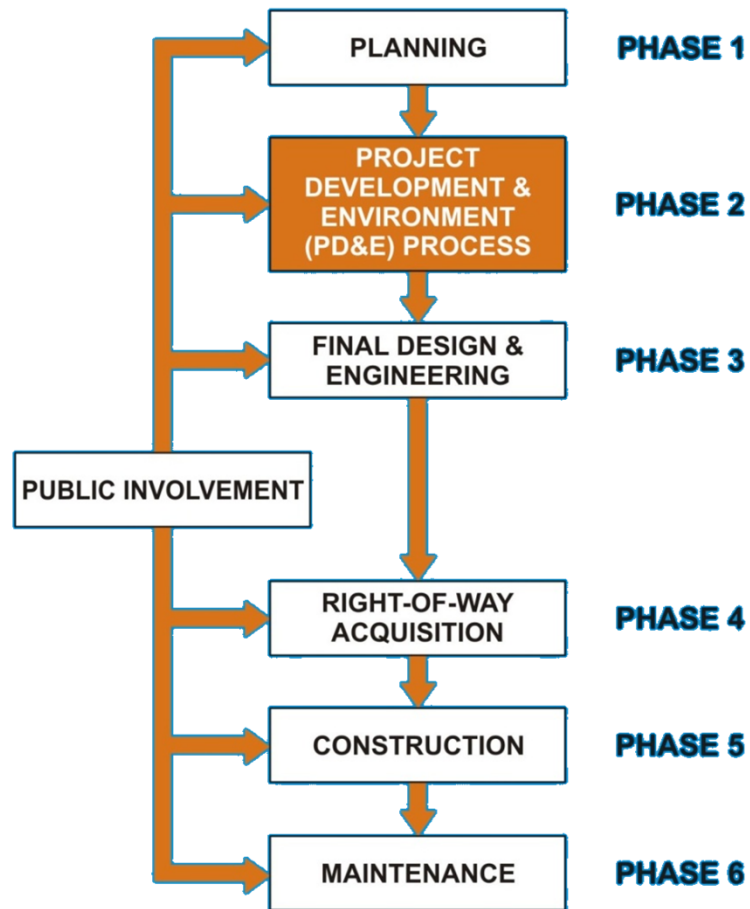 PLANNING
PHASE 1
PROJECT
DEVELOPMENT &
ENVIRONMENT
(PD&E) PROCESS
PHASE 2
FINAL DESIGN &
ENGINEERING
PHASE 3
PUBLIC INVOLVEMENT
RIGHT-OF-WAY
ACQUISITION
PHASE 4
CONSTRUCTION
PHASE 5
MAINTENANCE
PHASE 6